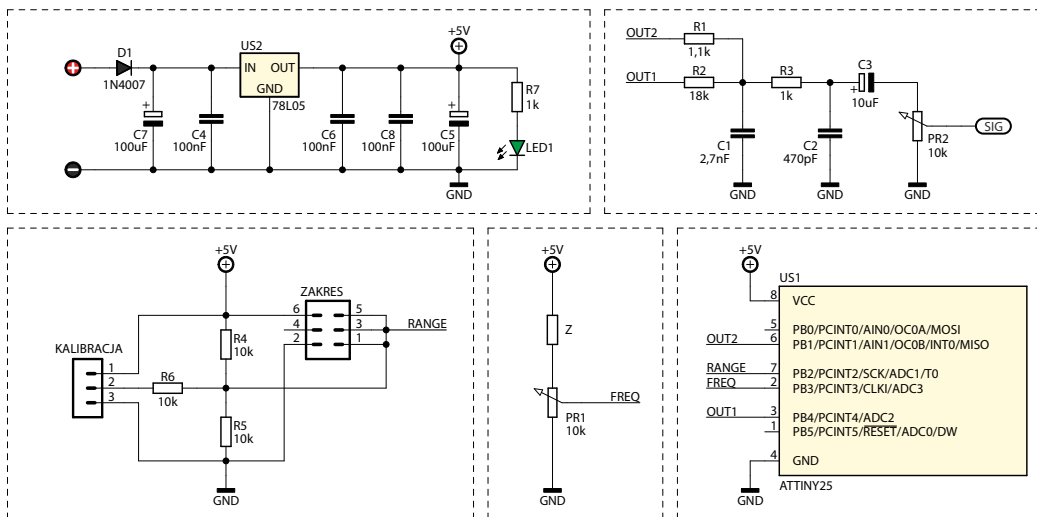 D1
1N4007
US2
IN OUT
GND
78L05
+
C7
100uF
C4
100nF
C6
100nF
C8
100nF
+5V
+
C5
100uF
R7
1k
LED1
GND
OUT2
R1
1,1k
OUT1
R2
18k
R3
1k
C3
+
10uF
C1
2,7nF
C2
470pF
PR2
10k
SIG
GND
GND
GND
+5V
ZAKRES
6
4
2
5
3
1
RANGE
KALIBRACJA
1
2
3
R6
10k
R4
10k
R5
10k
GND
+5V
Z
PR1
10k
FREQ
GND
+5V
US1
8 VCC
5 PB0/PCINT0/AIN0/OC0A/MOSI
OUT2 6 PB1/PCINT1/AIN1/OC0B/INT0/MISO
RANGE 7 PB2/PCINT2/SCK/ADC1/T0
FREQ 2 PB3/PCINT3/CLKI/ADC3
OUT1 3 PB4/PCINT4/ADC2
1 PB5/PCINT5/RESET/ADC0/DW
4 GND
GND
ATTINY25